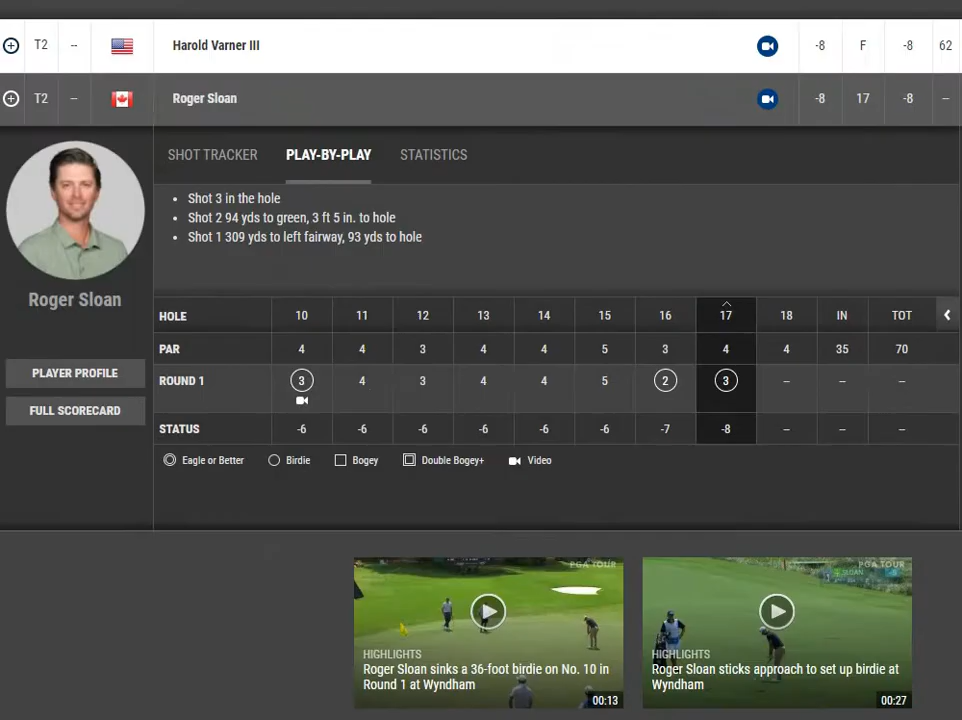 T2 -- Harold Varner III -8 F -8 62
T2 -- Roger Sloan -8 17 -8 --
SHOT TRACKER PLAY-BY-PLAY STATISTICS
Shot 3 in the hole
Shot 2 94 yds to green, 3 ft 5 in. to hole
Shot 1 309 yds to left fairway, 93 yds to hole
Roger Sloan
PLAYER PROFILE
FULL SCORECARD
HOLE 10 11 12 13 14 15 16 17 18 IN TOT
PAR 4 4 3 4 4 5 3 4 4 35 70
ROUND 1 3 4 3 4 4 5 2 3 -- -- --
STATUS -6 -6 -6 -6 -6 -6 -7 -8 -- -- --
Eagle or Better Birdie Bogey Double Bogey+ Video
PGA TOUR
HIGHLIGHTS
Roger Sloan sinks a 36-foot birdie on No. 10 in
Round 1 at Wyndham
00:13
PGA TOUR
SLOAN
HIGHLIGHTS
Roger Sloan sticks approach to set up birdie at
Wyndham
00:27